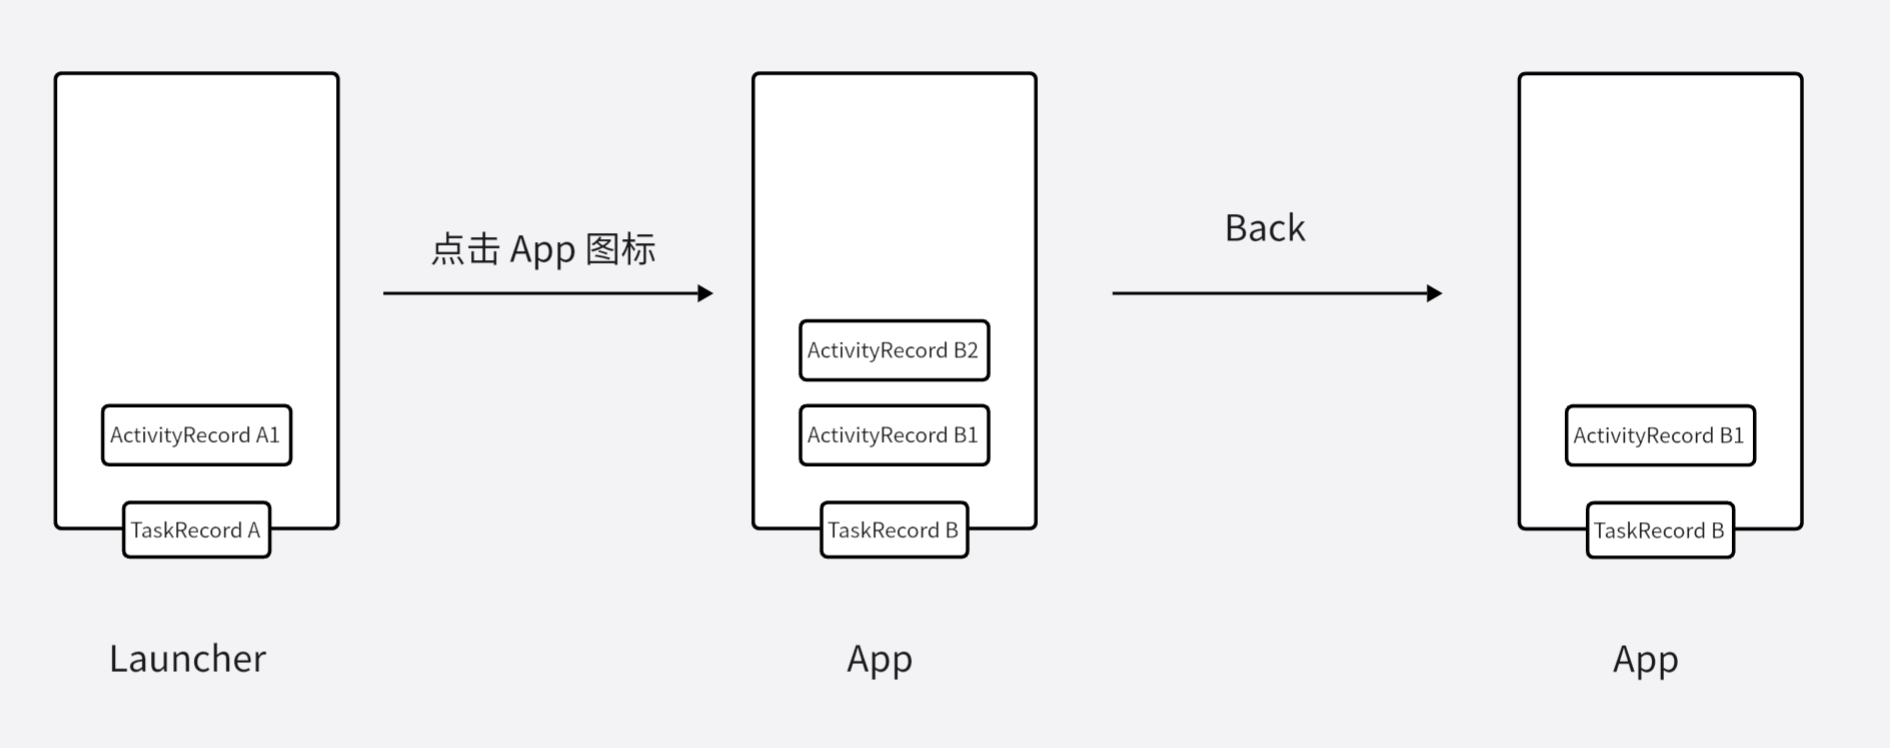 点击 App 图标
Back
ActivityRecord A1
TaskRecord A
Launcher
ActivityRecord B2
ActivityRecord B1
TaskRecord B
App
ActivityRecord B1
TaskRecord B
App